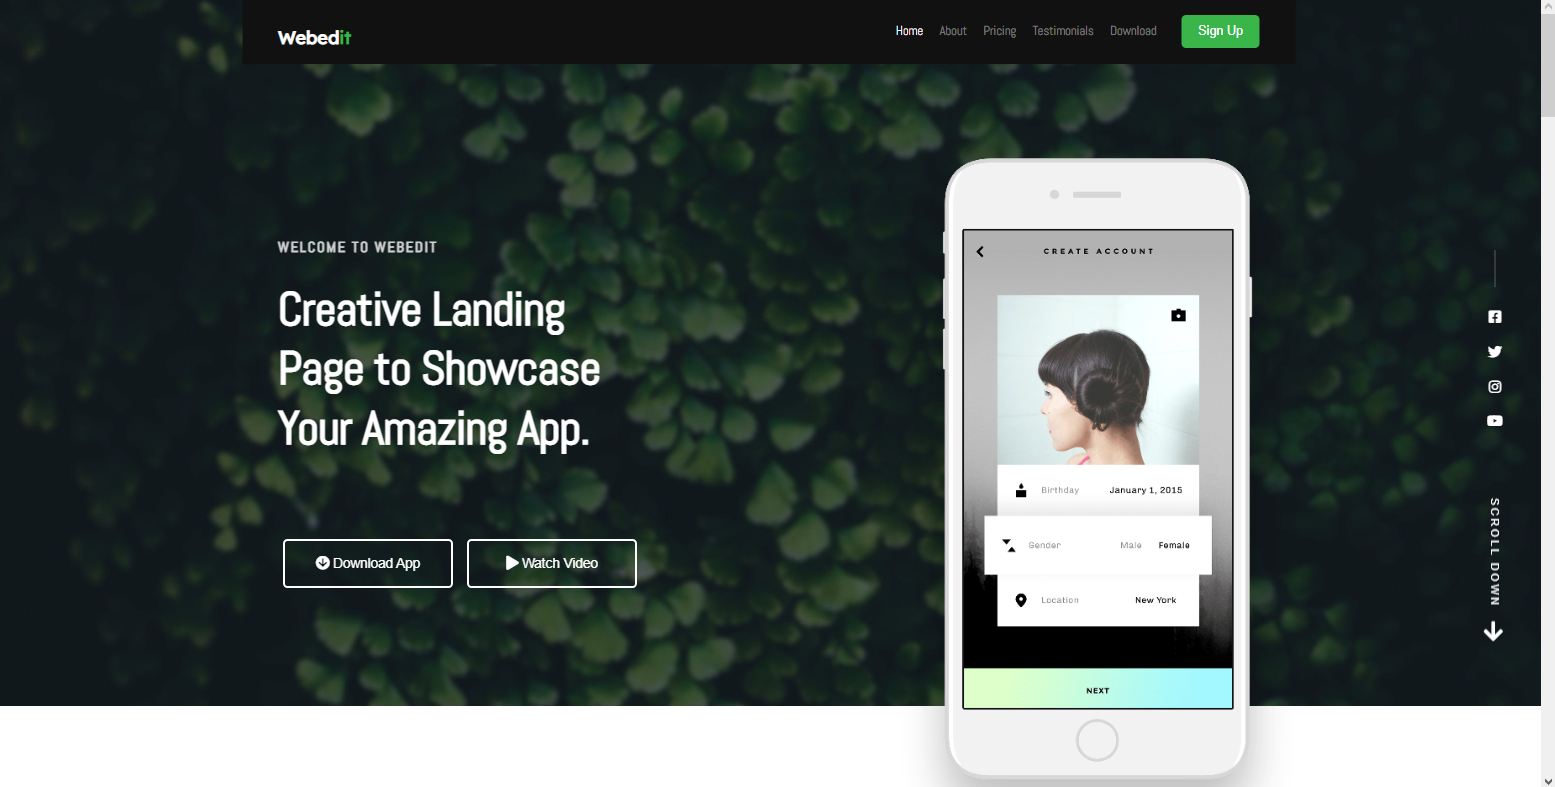 Webedit
Home About Pricing Testimonials Download Sign Up
WELCOME TO WEBEDIT
Creative Landing
Page to Showcase
Your Amazing App.
Download App
Watch Video
CREATE ACCOUNT
Birthday January 1, 2015
Gender Male Female
Location New York
NEXT
SCROLL DOWN